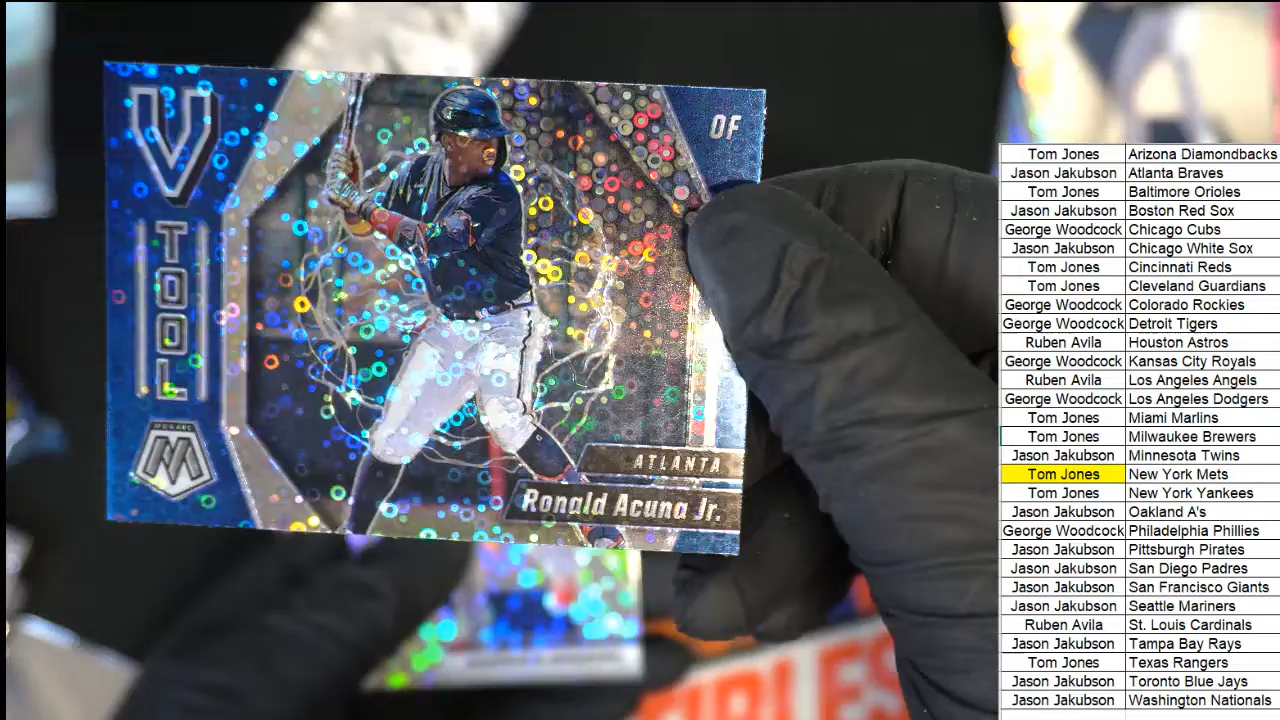 V
TOOL
MOSAIC
M
OF
ATLANTA
Ronald Acuna Jr.
Tom Jones Arizona Diamondbacks
Jason Jakubson Atlanta Braves
Tom Jones Baltimore Orioles
Jason Jakubson Boston Red Sox
George Woodcock Chicago Cubs
Jason Jakubson Chicago White Sox
Tom Jones Cincinnati Reds
Tom Jones Cleveland Guardians
George Woodcock Colorado Rockies
George Woodcock Detroit Tigers
Ruben Avila Houston Astros
George Woodcock Kansas City Royals
Ruben Avila Los Angeles Angels
George Woodcock Los Angeles Dodgers
Tom Jones Miami Marlins
Tom Jones Milwaukee Brewers
Jason Jakubson Minnesota Twins
Tom Jones New York Mets
Tom Jones New York Yankees
Jason Jakubson Oakland A's
George Woodcock Philadelphia Phillies
Jason Jakubson Pittsburgh Pirates
Jason Jakubson San Diego Padres
Jason Jakubson San Francisco Giants
Jason Jakubson Seattle Mariners
Ruben Avila St. Louis Cardinals
Jason Jakubson Tampa Bay Rays
Tom Jones Texas Rangers
Jason Jakubson Toronto Blue Jays
Jason Jakubson Washington Nationals